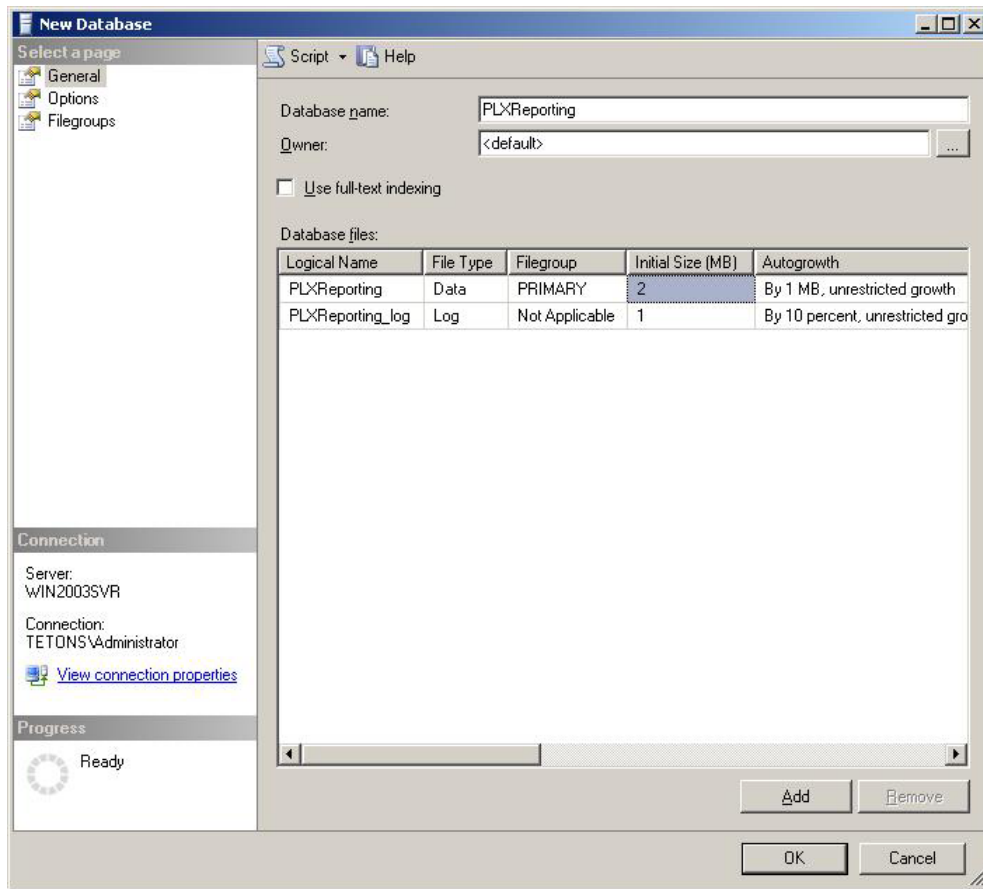 New Database
Select a page
General
Options
Filegroups
Script Help
Database name: PLXReporting
Owner: <default> ...
Use full-text indexing
Database files:
Logical Name File Type Filegroup Initial Size (MB) Autogrowth
PLXReporting Data PRIMARY 2 By 1 MB, unrestricted growth
PLXReporting_log Log Not Applicable 1 By 10 percent, unrestricted gro
Connection
Server:
WIN2003SVR
Connection:
TETONS\Administrator
View connection properties
Progress
Ready
Add Remove
OK Cancel